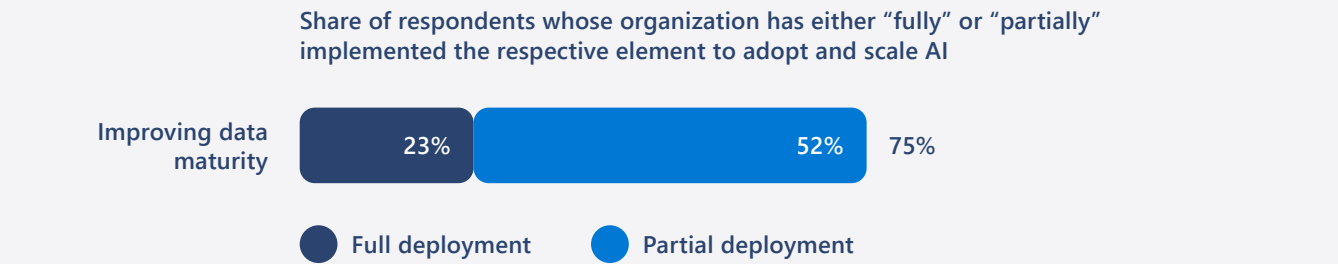 Share of respondents whose organization has either “fully” or “partially”
implemented the respective element to adopt and scale AI
Improving data
maturity
23%
52%
75%
Full deployment
Partial deployment